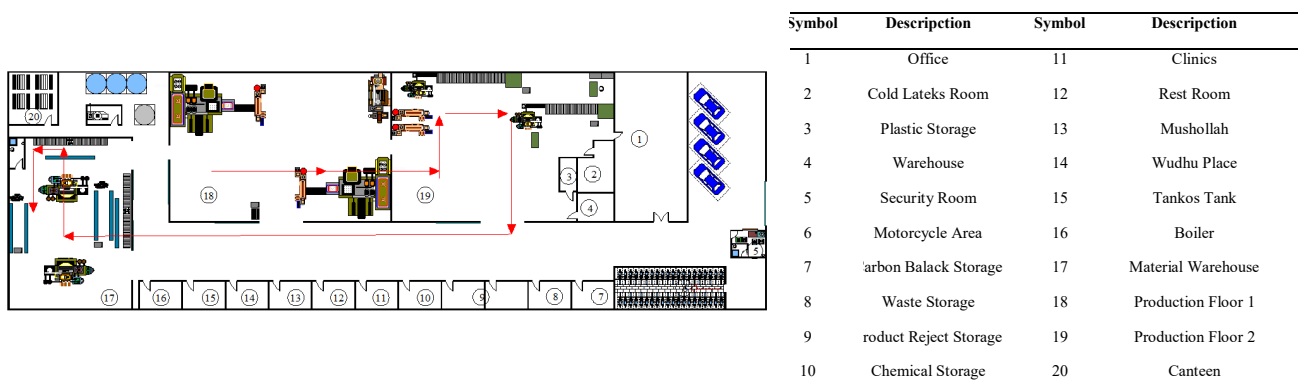 Symbol Descripction Symbol Descripction
1 Office 11 Clinics
2 Cold Lateks Room 12 Rest Room
3 Plastic Storage 13 Mushollah
4 Warehouse 14 Wudhu Place
5 Security Room 15 Tankos Tank
6 Motorcycle Area 16 Boiler
7 arbon Balack Storage 17 Material Warehouse
8 Waste Storage 18 Production Floor 1
9 roduct Reject Storage 19 Production Floor 2
10 Chemical Storage 20 Canteen
20
1
2
3
18
19
4
5
17
16
15
14
13
12
11
10
9
8
7